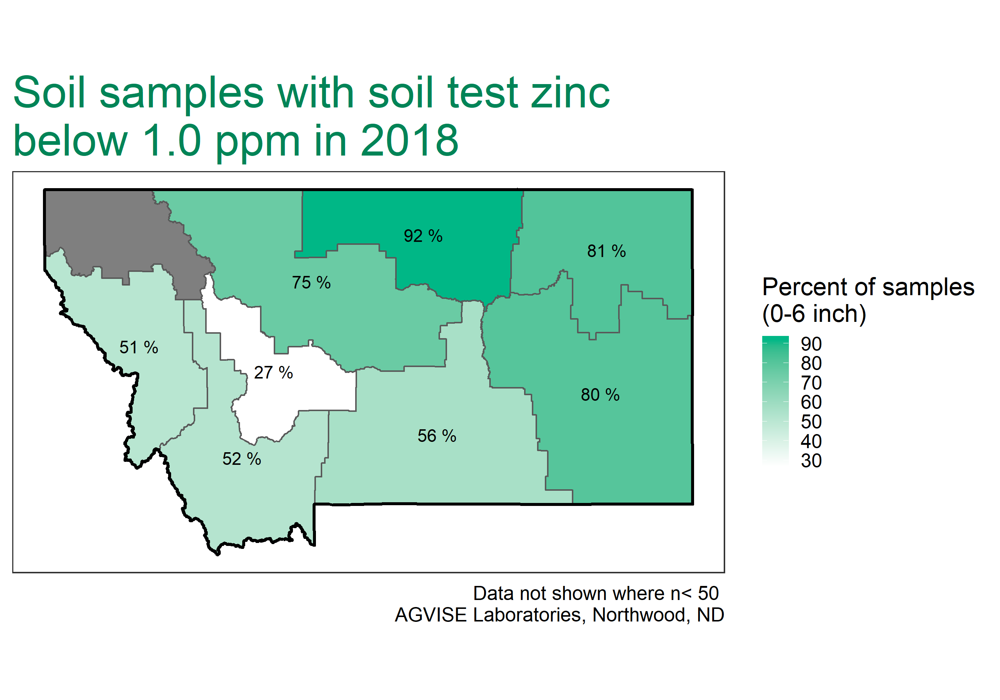 Soil samples with soil test zinc
below 1.0 ppm in 2018
92 %
81 %
75 %
51 %
27 %
80 %
56 %
52 %
Percent of samples
(0-6 inch)
90
80
70
60
50
40
30
Data not shown where n< 50
AGVISE Laboratories, Northwood, ND